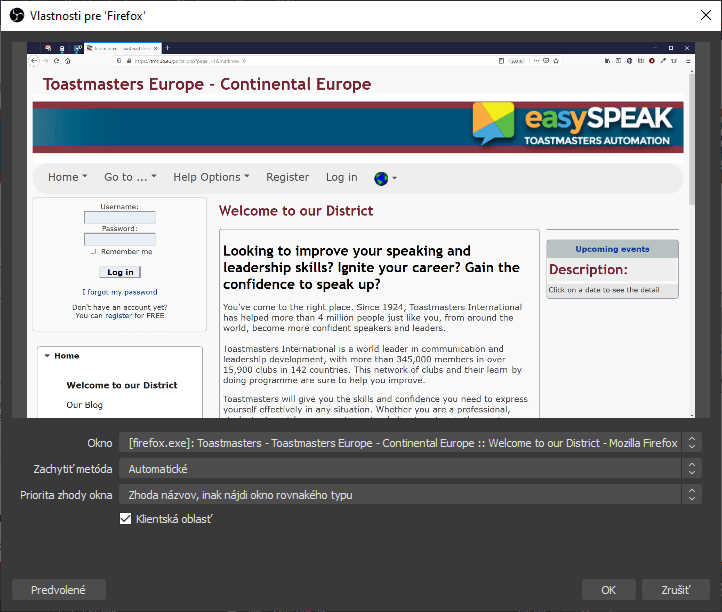 Vlastnosti pre 'Firefox'
Toastmasters Europe - Continental Europe
easySPEAK
TOASTMASTERS AUTOMATION
Home Go to ... Help Options Register Log in
Username:
Password:
Remember me
Log in
I forgot my password
Don't have an account yet?
You can register for FREE
Home
Welcome to our District
Our Blog
Welcome to our District
Looking to improve your speaking and
leadership skills? Ignite your career? Gain the
confidence to speak up?
You've come to the right place. Since 1924, Toastmasters International
has helped more than 4 million people just like you, from around the
world, become more confident speakers and leaders.
Toastmasters International is a world leader in communication and
leadership development, with more than 345,000 members in over
15,900 clubs in 142 countries. This network of clubs and their learn-by
doing programme are sure to help you improve.
Toastmasters will give you the skills and confidence you need to express
yourself effectively in any situation. Whether you are a professional,
Upcoming events
Description:
Click on a date to see the detail
Okno [firefox.exe]: Toastmasters - Toastmasters Europe - Continental Europe :: Welcome to our District - Mozilla Firefox
Zachytiť metóda Automatické
Priorita zhody okna Zhoda názvov, inak nájdi okno rovnakého typu
Klientská oblasť
Predvolené OK Zrušiť